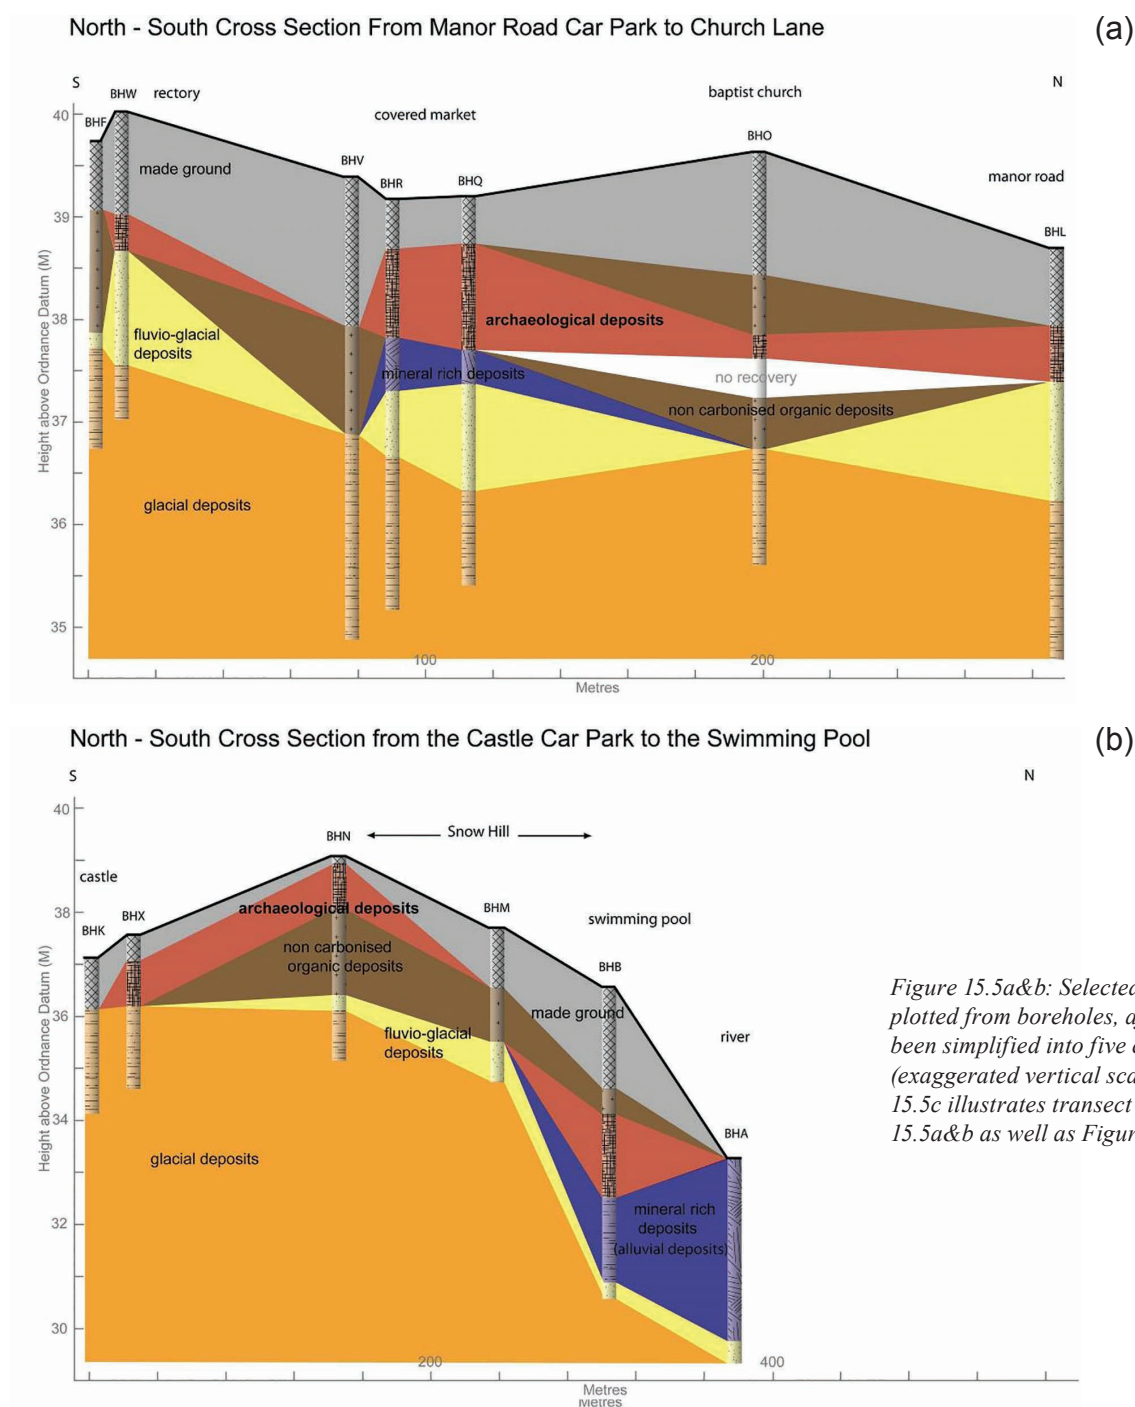 North - South Cross Section From Manor Road Car Park to Church Lane
(a)
S
N
BHW
rectory
baptist church
covered market
40
BHF
BHO
BHV
made ground
BHR
BHQ
manor road
39
BHL
38
archaeological deposits
fluvio-glacial
deposits
mineral rich deposits
no recovery
non carbonised organic deposits
37
Height above Ordnance Datum (M)
glacial deposits
36
35
100
200
Metres
North - South Cross Section from the Castle Car Park to the Swimming Pool
(b)
S
N
40
BHN
Snow Hill
castle
archaeological deposits
38
BHX
BHM
swimming pool
BHK
non carbonised
organic deposits
BHB
made ground
36
fluvio-glacial
deposits
river
Height above Ordnance Datum (M)
34
BHA
glacial deposits
32
mineral rich
deposits
(alluvial deposits)
30
200
400
Metres
Metres
Figure 15.5a&b: Selected
plotted from boreholes,
been simplified into five
(exaggerated vertical
15.5c illustrates transect
15.5a&b as well as